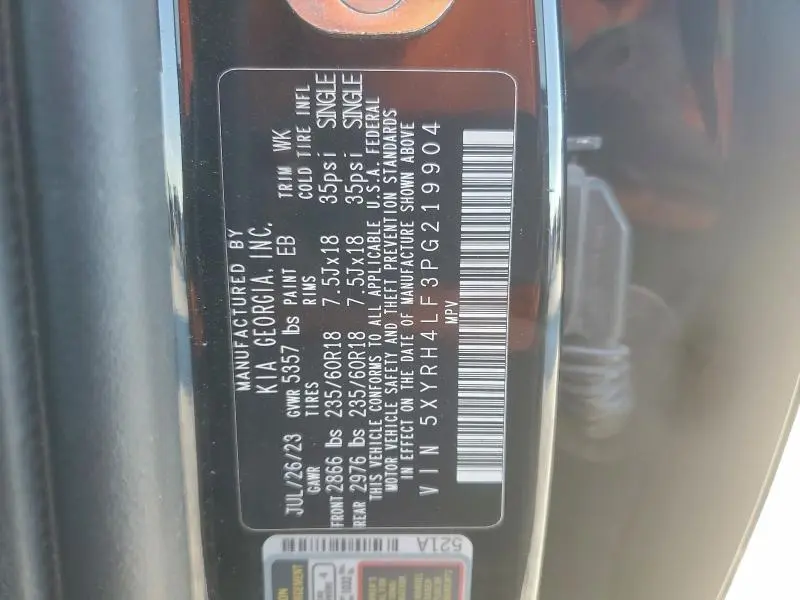 MANUFACTURED BY
KIA GEORGIA, INC.
JUL/26/23 GVWR 5357 lbs PAINT EB TRIM WK
GAWR TIRES RIMS COLD TIRE INFL
FRONT 2866 lbs 235/60R18 7.5Jx18 35psi SINGLE
REAR 2976 lbs 235/60R18 7.5Jx18 35psi SINGLE
THIS VEHICLE CONFORMS TO ALL APPLICABLE U.S.A. FEDERAL
MOTOR VEHICLE SAFETY AND THEFT PREVENTION STANDARDS
IN EFFECT ON THE DATE OF MANUFACTURE SHOWN ABOVE
VIN 5XYRH4LF3PG219904
MPV
521A